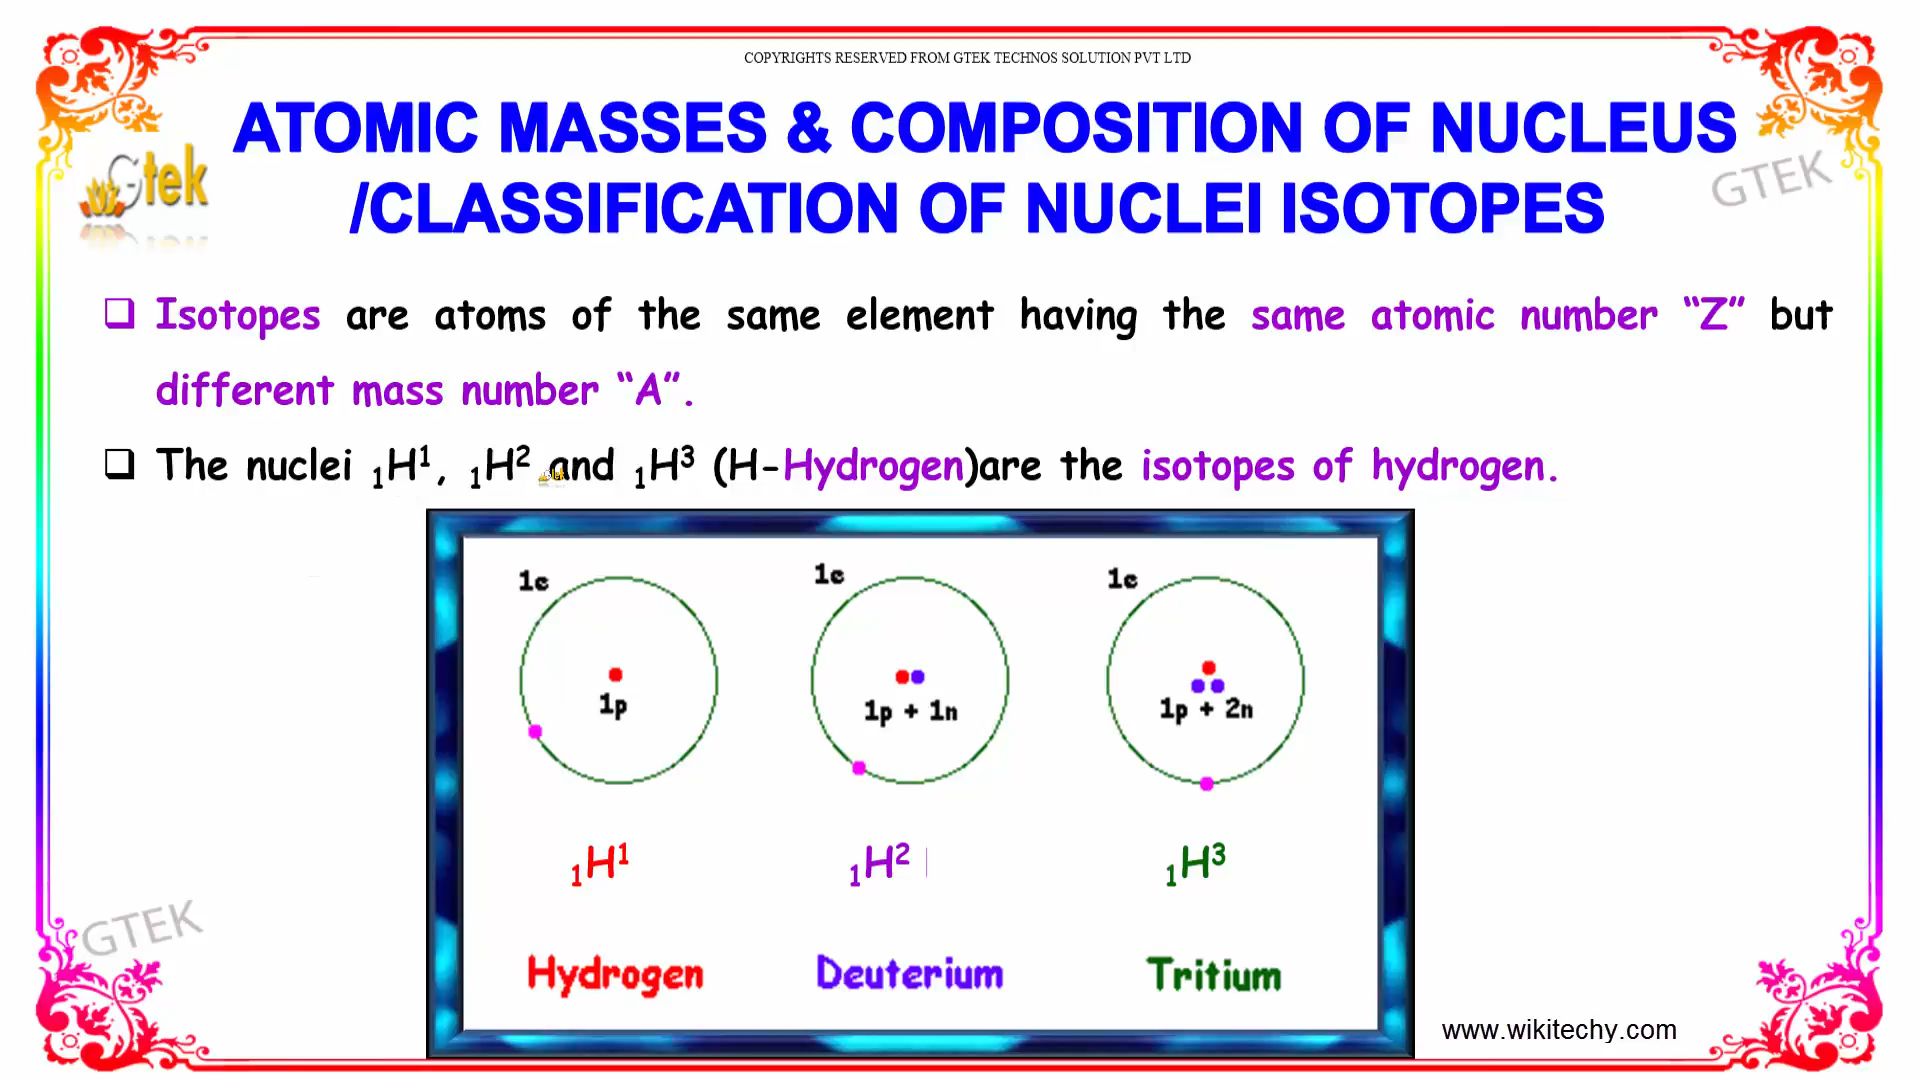 COPYRIGHTS RESERVED FROM GTEK TECHNOS SOLUTION PVT LTD
ATOMIC MASSES & COMPOSITION OF NUCLEUS
/CLASSIFICATION OF NUCLEI ISOTOPES
Gtek
GTEK
❑ Isotopes are atoms of the same element having the same atomic number “Z” but
different mass number “A”.
❑ The nuclei ₁H¹, ₁H² and ₁H³ (H-Hydrogen)are the isotopes of hydrogen.
1e 1e 1e
1p 1p + 1n 1p + 2n
₁H¹ ₁H² ₁H³
GTEK
Hydrogen Deuterium Tritium
www.wikitechy.com